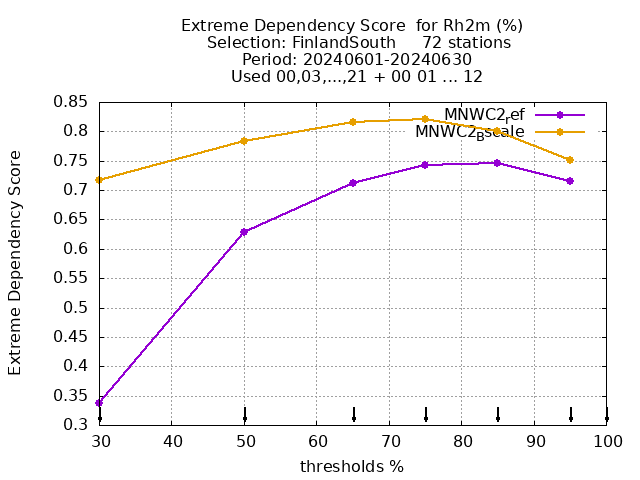 Extreme Dependency Score  for Rh2m (%)
Selection: FinlandSouth     72 stations
Period: 20240601-20240630
Used 00,03,...,21 + 00 01 ... 12
MNWC2_ref
MNWC2_Bscale
Extreme Dependency Score
0.85
0.8
0.75
0.7
0.65
0.6
0.55
0.5
0.45
0.4
0.35
0.3
30 40 50 60 70 80 90 100
thresholds %